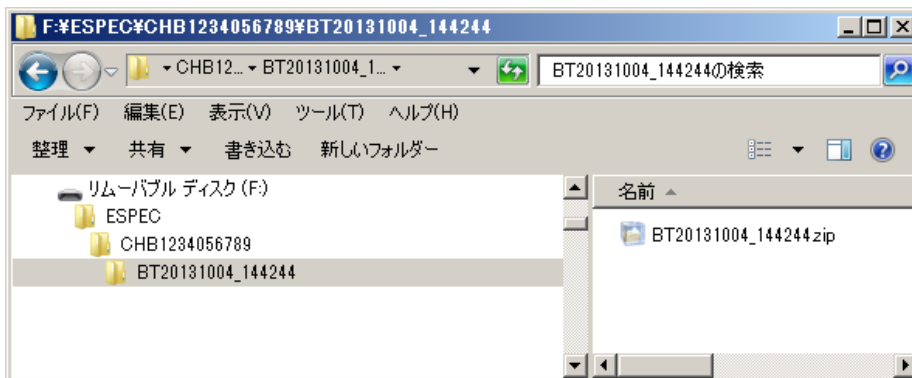 F:¥ESPEC¥CHB1234056789¥BT20131004_144244
CHB12... BT20131004_1... BT20131004_144244の検索
ファイル(F) 編集(E) 表示(V) ツール(T) ヘルプ(H)
整理 共有 書き込む 新しいフォルダー
リムーバブル ディスク (F:)
ESPEC
CHB1234056789
BT20131004_144244
名前
BT20131004_144244.zip